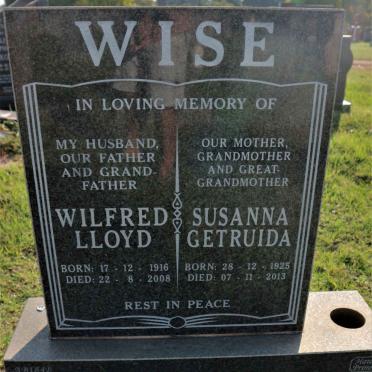 WISE
IN LOVING MEMORY OF
MY HUSBAND,
OUR FATHER
AND GRAND-
FATHER
WILFRED
LLOYD
BORN: 17 - 12 - 1916
DIED: 22 - 8 - 2008
OUR MOTHER,
GRANDMOTHER
AND GREAT-
GRANDMOTHER
SUSANNA
GETRUIDA
BORN: 28 - 12 - 1925
DIED: 07 - 11 - 2013
REST IN PEACE